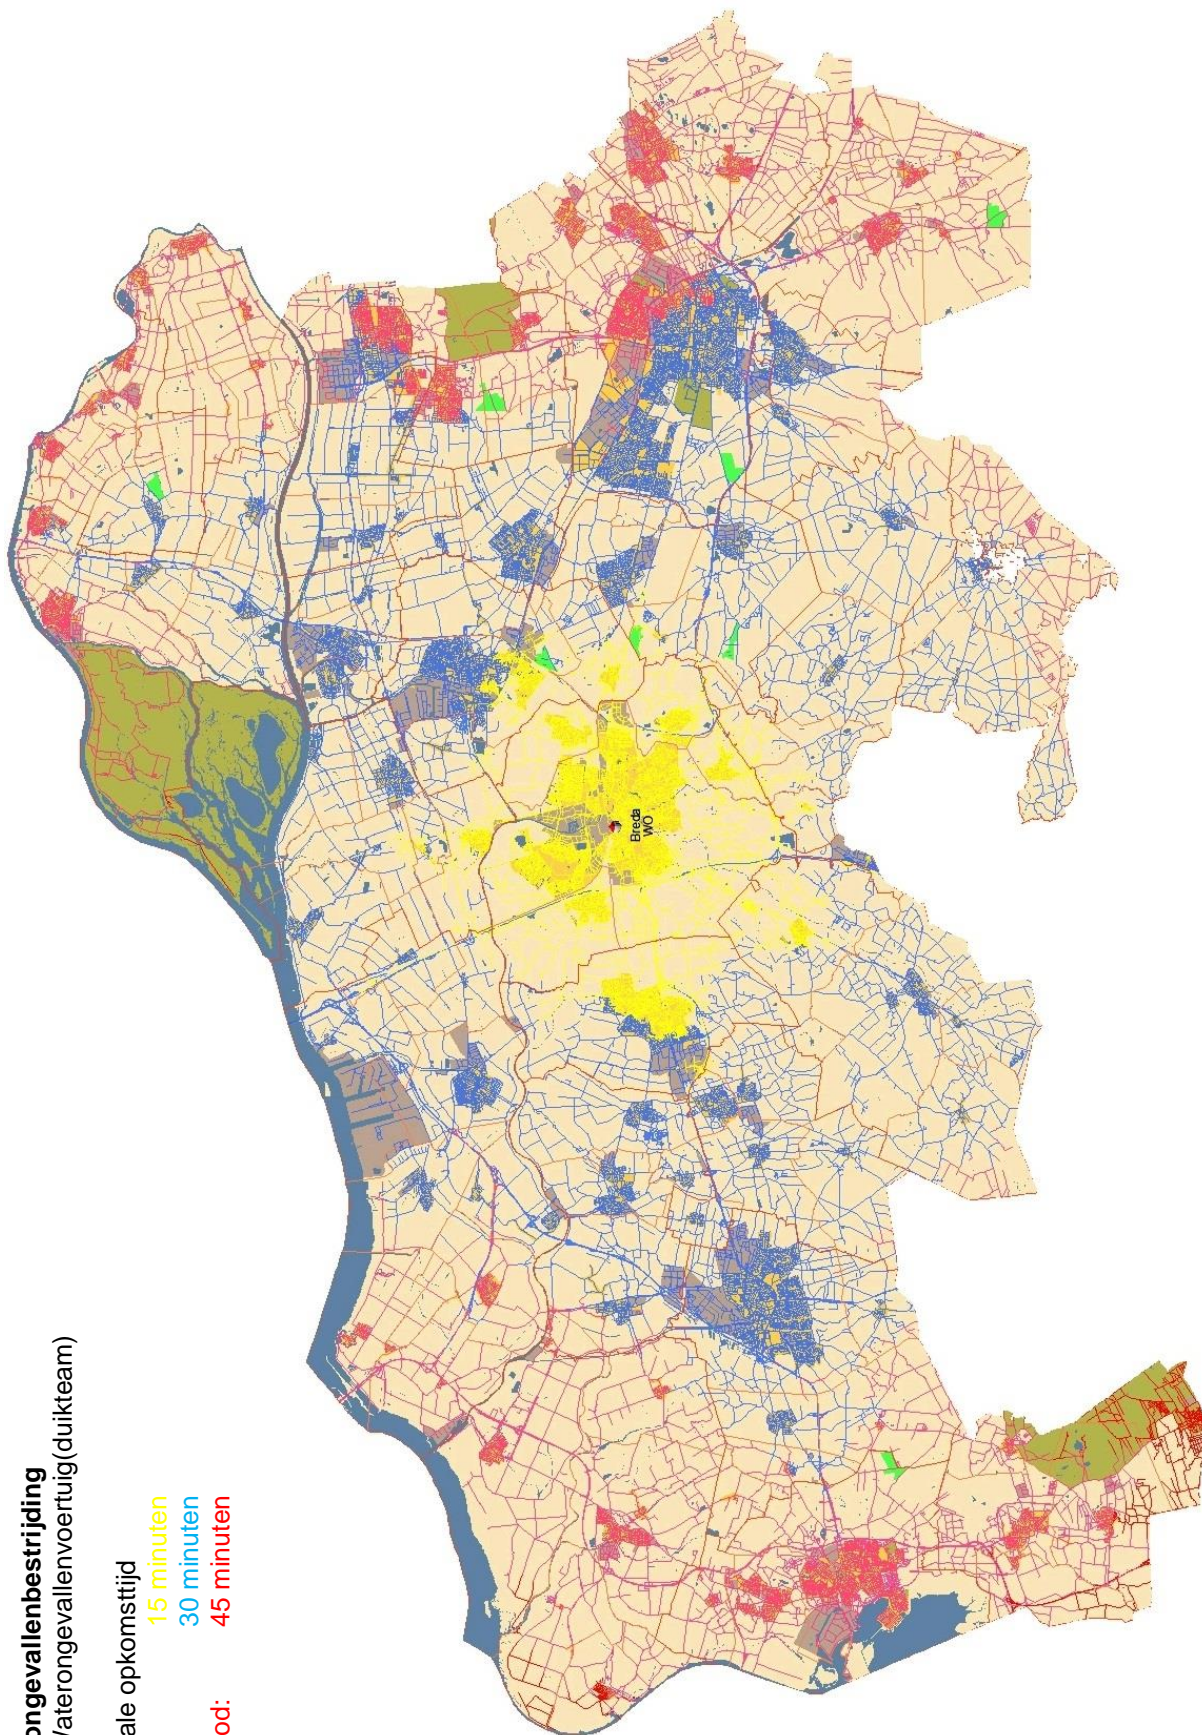 ongevallenbestrijding
Waterongevallenvoertuig(duikteam)
ale opkomsttijd
15 minuten
30 minuten
od: 45 minuten
Breda
WO